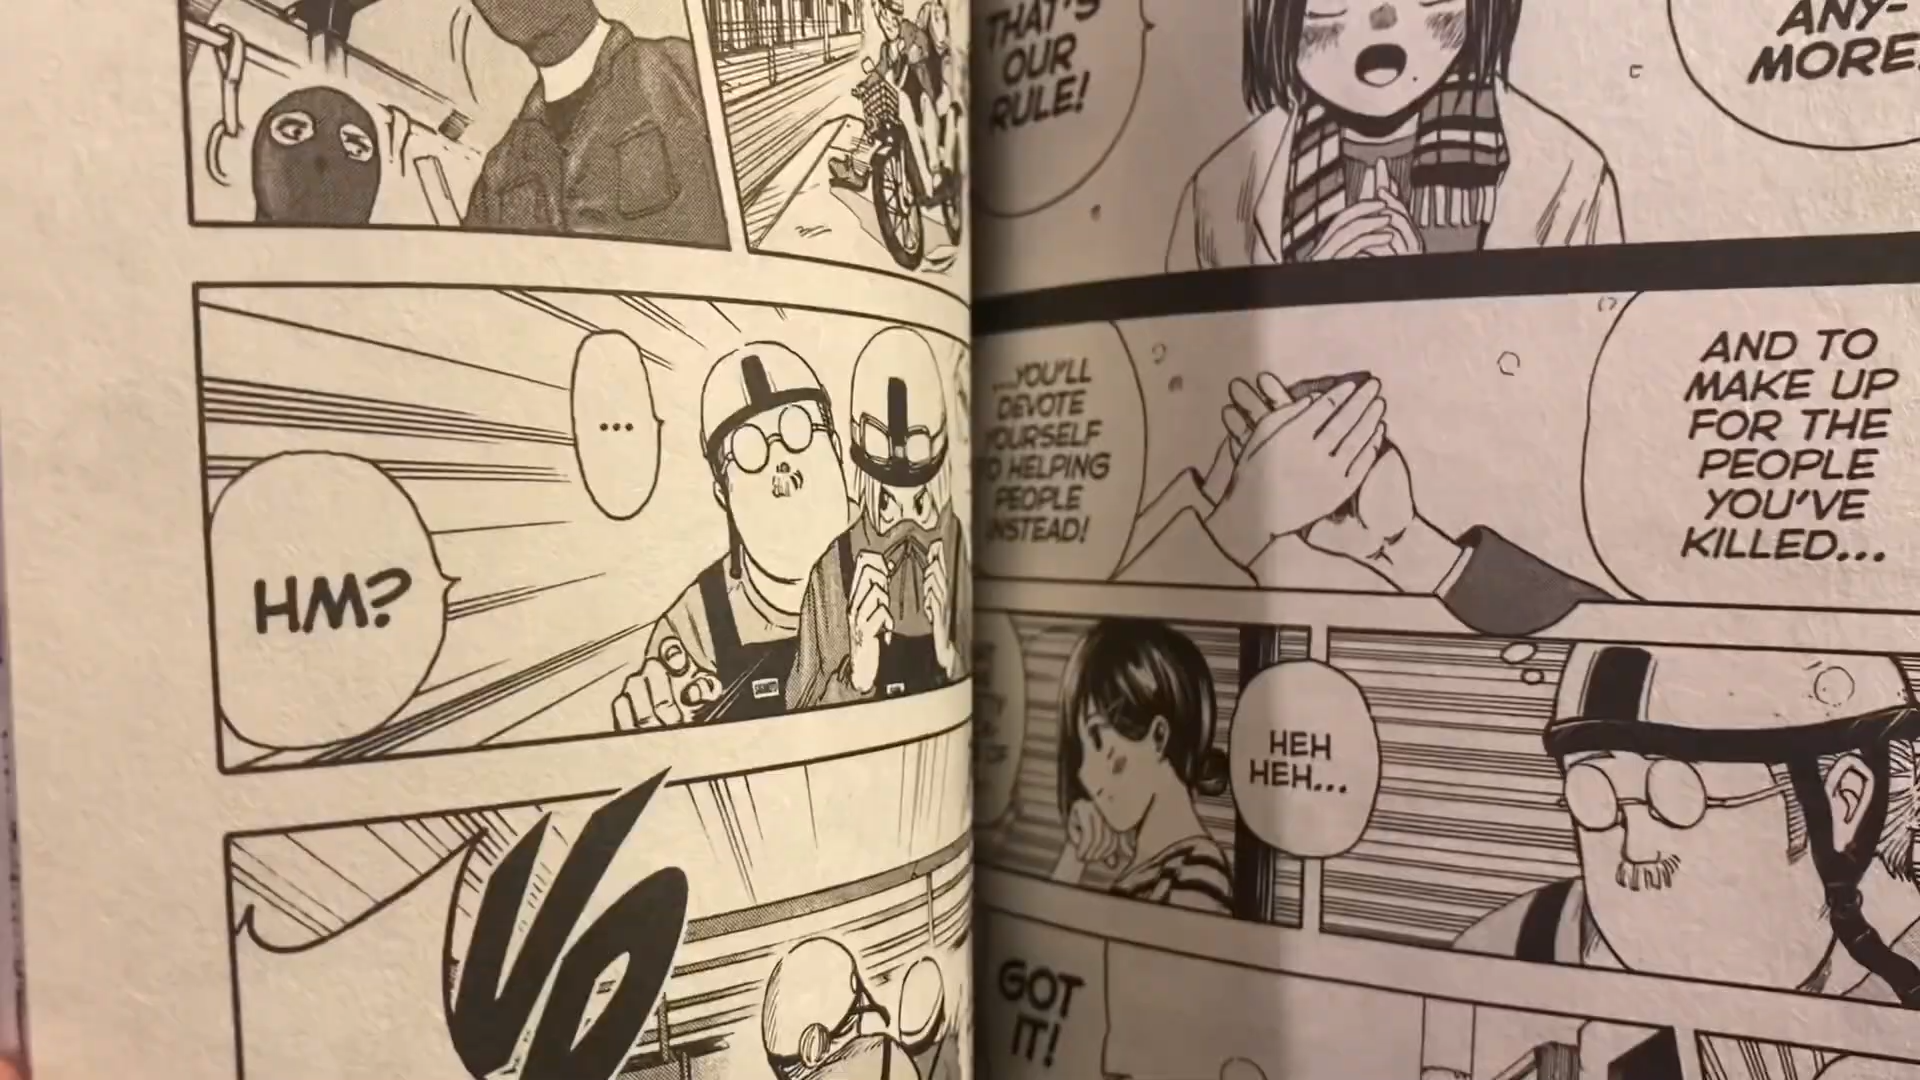 ANY-
MORE.
THAT'S
OUR
RULE!
AND TO
MAKE UP
FOR THE
PEOPLE
YOU'VE
KILLED...
...YOU'LL
DEVOTE
YOURSELF
TO HELPING
PEOPLE
INSTEAD!
HEH
HEH...
GOT
IT!
...
HM?